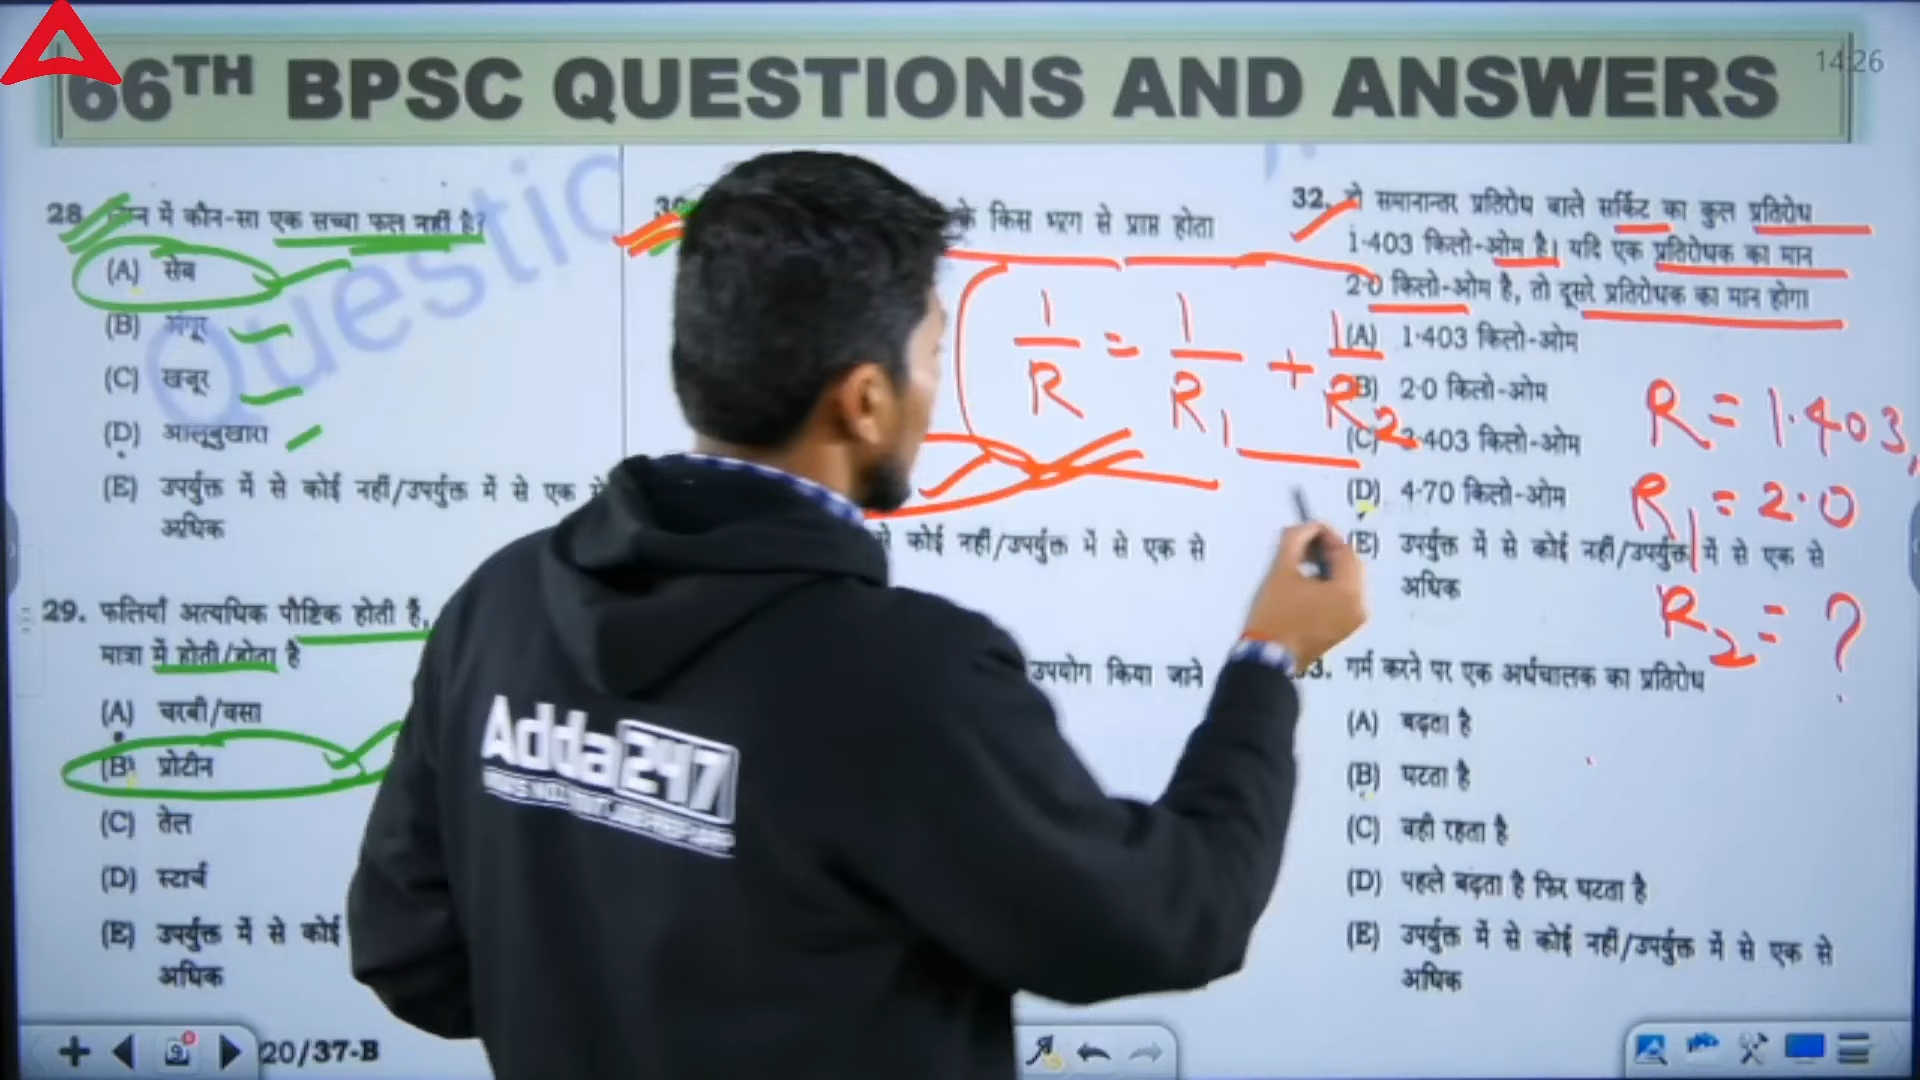 66TH BPSC QUESTIONS AND ANSWERS
14:26
Questio
28. में कौन-सा एक सच्चा फल नहीं है?
(A) सेब
(B) अंगूर
(C) खजूर
(D) आलूबुखारा
(E) उपर्युक्त में से कोई नहीं/उपर्युक्त में से एक से
अधिक
29. फलियाँ अत्यधिक पौष्टिक होती हैं,
मात्रा में होती/होता है
(A) चरबी/वसा
(B) प्रोटीन
(C) तेल
(D) स्टार्च
(E) उपर्युक्त में से कोई
अधिक
30
के किस भाग से प्राप्त होता
1/R = 1/R1 + 1/R2
से कोई नहीं/उपर्युक्त में से एक से
उपयोग किया जाने
32. दो समानान्तर प्रतिरोध वाले सर्किट का कुल प्रतिरोध
1·403 किलो-ओम है। यदि एक प्रतिरोधक का मान
2·0 किलो-ओम है, तो दूसरे प्रतिरोधक का मान होगा
(A) 1·403 किलो-ओम
(B) 2·0 किलो-ओम
(C) 3·403 किलो-ओम
(D) 4·70 किलो-ओम
(E) उपर्युक्त में से कोई नहीं/उपर्युक्त में से एक से
अधिक
R = 1.403,
R1 = 2.0
R2 = ?
33. गर्म करने पर एक अर्धचालक का प्रतिरोध
(A) बढ़ता है
(B) घटता है
(C) वही रहता है
(D) पहले बढ़ता है फिर घटता है
(E) उपर्युक्त में से कोई नहीं/उपर्युक्त में से एक से
अधिक
Adda247
20/37-B